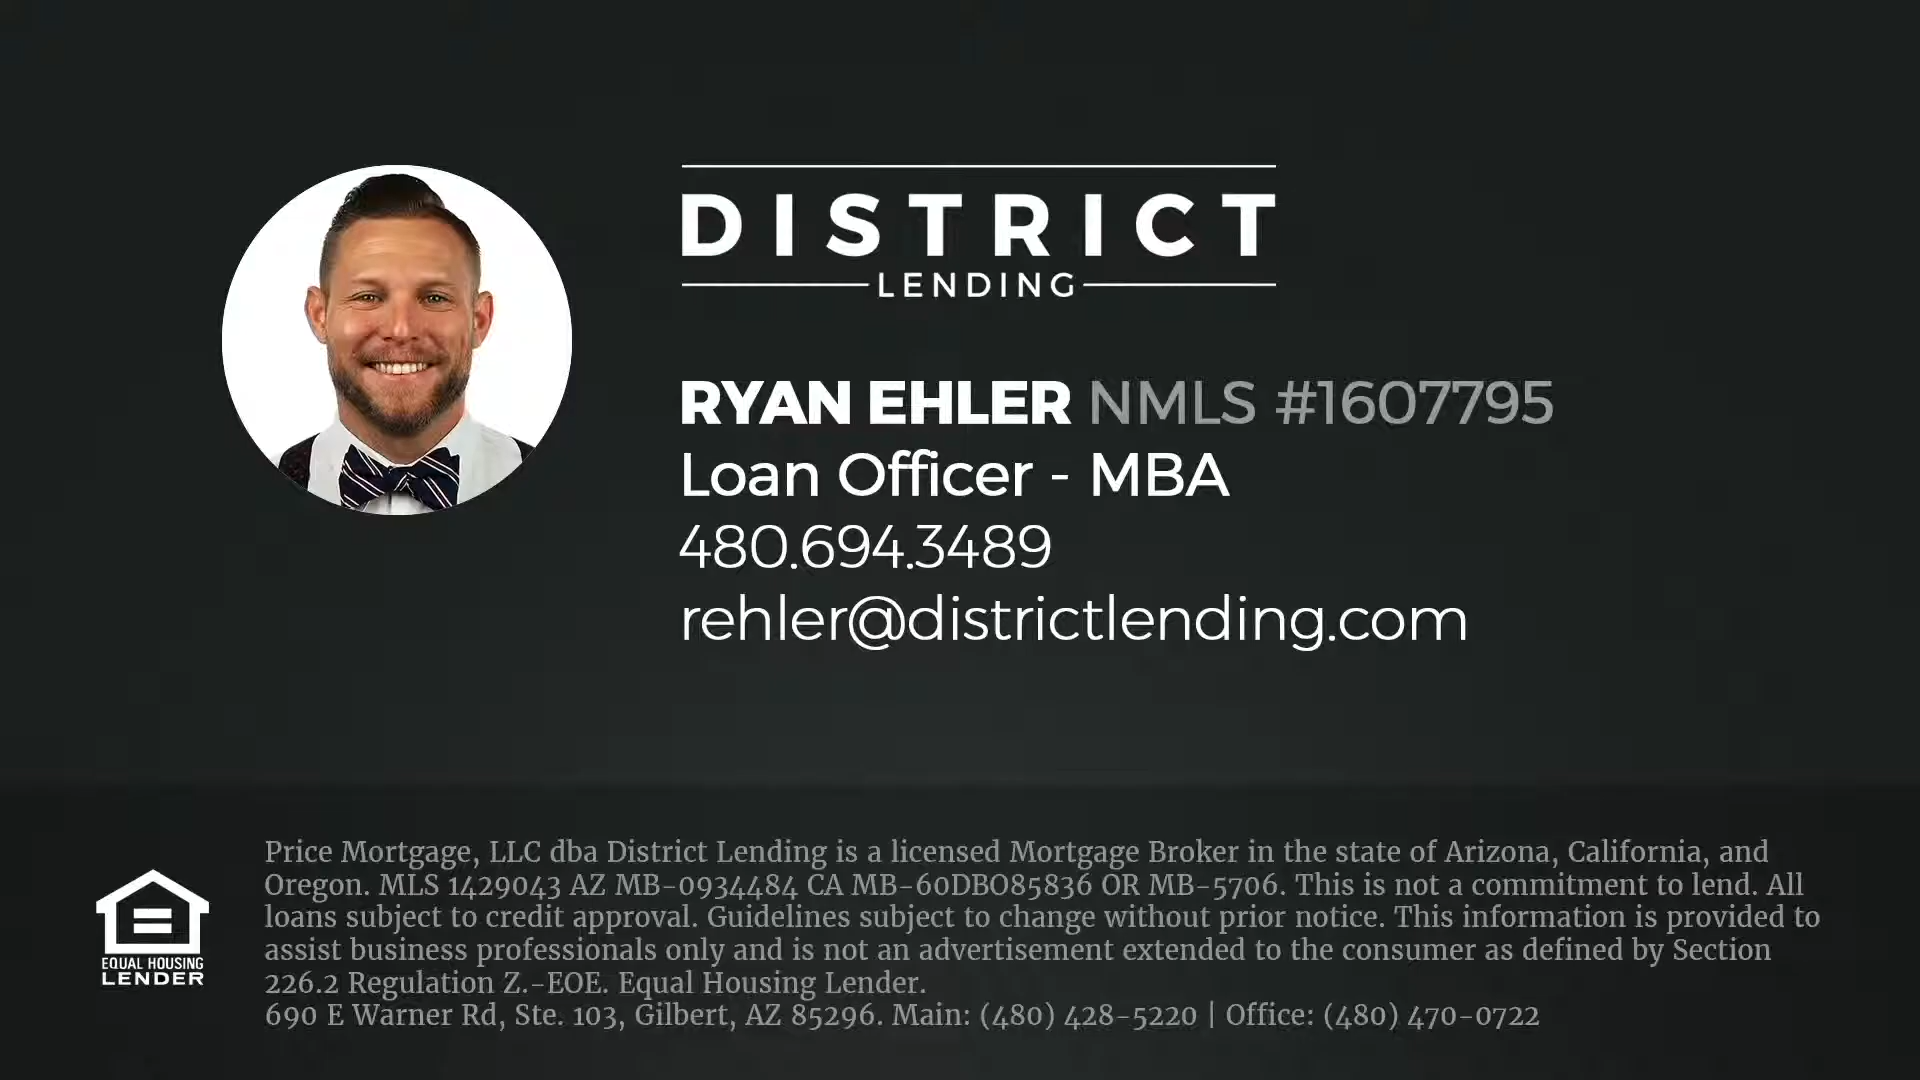 DISTRICT
LENDING
RYAN EHLER NMLS #1607795
Loan Officer - MBA
480.694.3489
rehler@districtlending.com
Price Mortgage, LLC dba District Lending is a licensed Mortgage Broker in the state of Arizona, California, and
Oregon. MLS 1429043 AZ MB-0934484 CA MB-60DBO85836 OR MB-5706. This is not a commitment to lend. All
loans subject to credit approval. Guidelines subject to change without prior notice. This information is provided to
assist business professionals only and is not an advertisement extended to the consumer as defined by Section
226.2 Regulation Z.-EOE. Equal Housing Lender.
690 E Warner Rd, Ste. 103, Gilbert, AZ 85296. Main: (480) 428-5220 | Office: (480) 470-0722
EQUAL HOUSING
LENDER